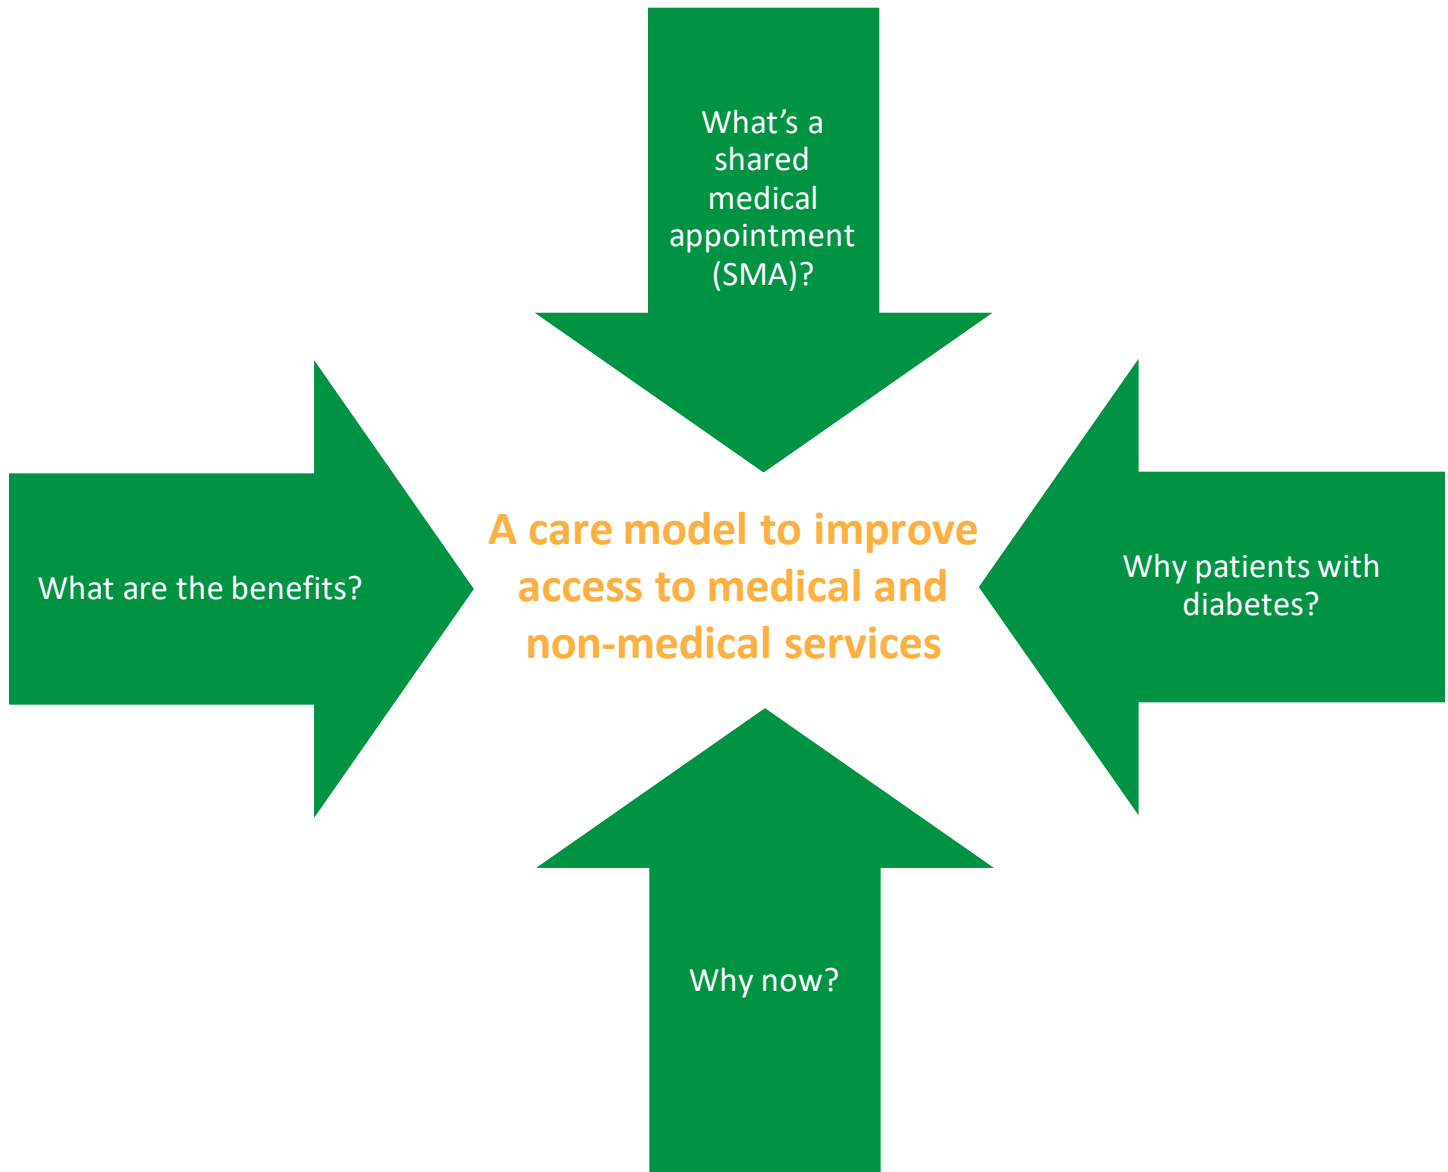 What’s a
shared
medical
appointment
(SMA)?
What are the benefits?
A care model to improve
access to medical and
non-medical services
Why patients with
diabetes?
Why now?